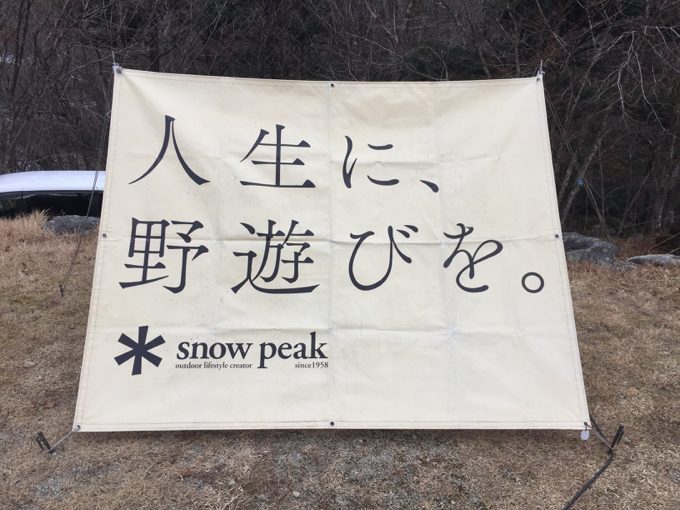 人生に、
野遊びを。
snow peak
outdoor lifestyle creator since1958